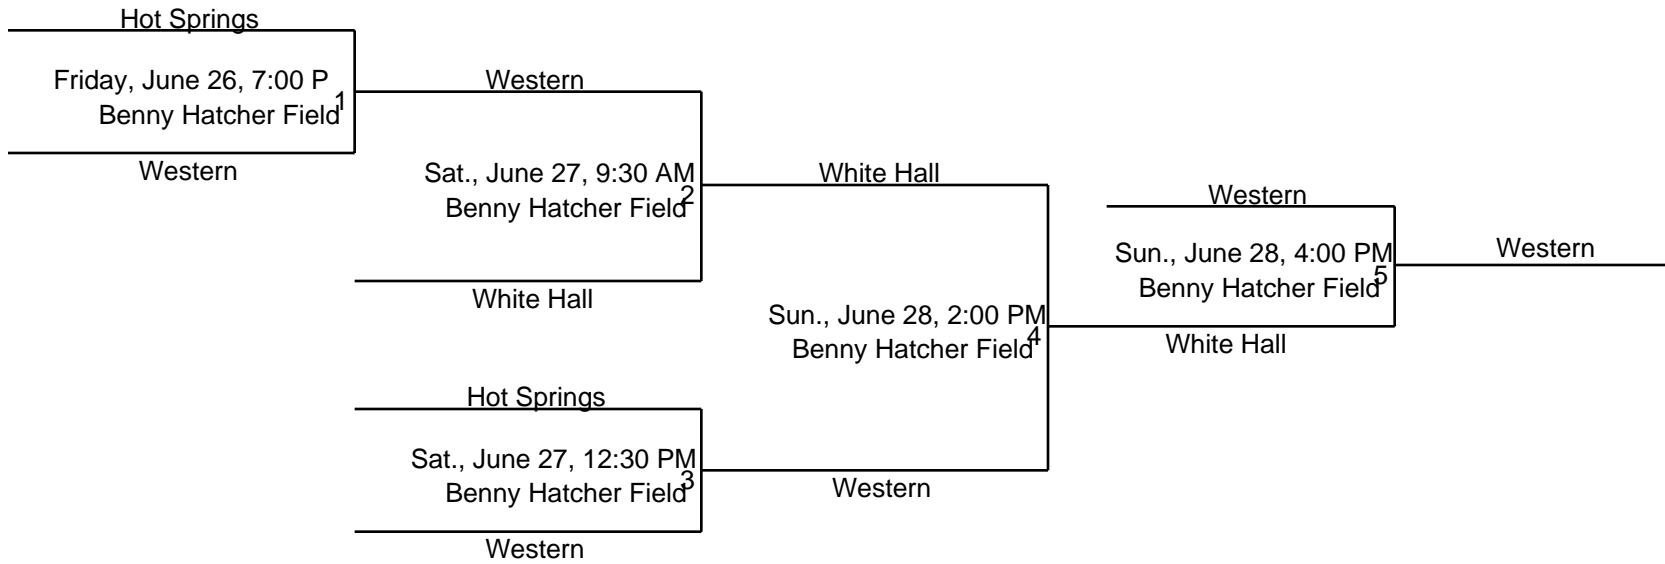 Hot Springs
Friday, June 26, 7:00 P
Benny Hatcher Field
1
Western
Western
Sat., June 27, 9:30 AM
Benny Hatcher Field
2
White Hall
White Hall
Hot Springs
Sat., June 27, 12:30 PM
Benny Hatcher Field
3
Western
Western
Sun., June 28, 2:00 PM
Benny Hatcher Field
4
Western
Sun., June 28, 4:00 PM
Benny Hatcher Field
5
White Hall
Western